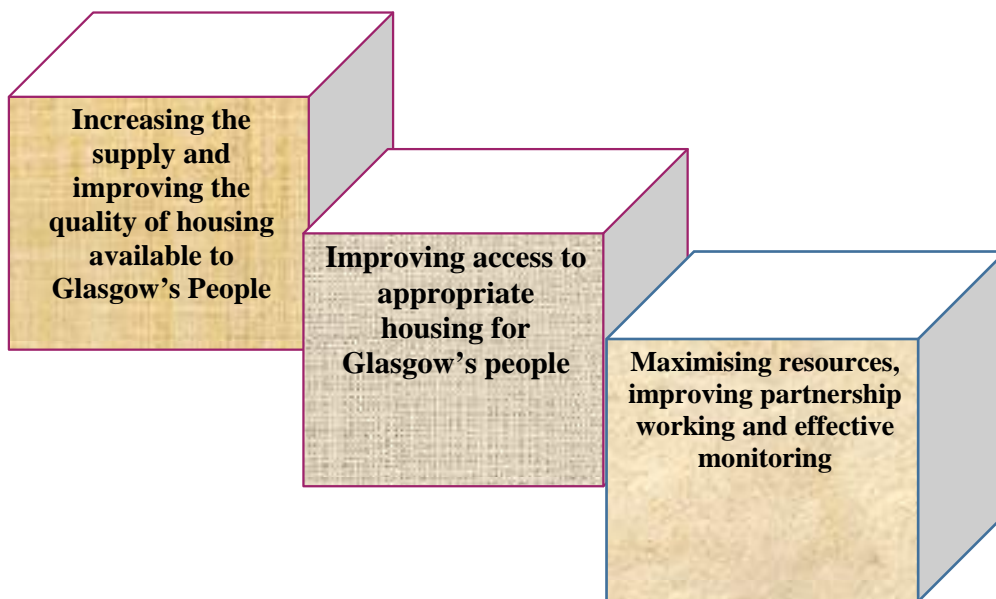 Increasing the
supply and
improving the
quality of housing
available to
Glasgow’s People
Improving access to
appropriate
housing for
Glasgow’s people
Maximising resources,
improving partnership
working and effective
monitoring